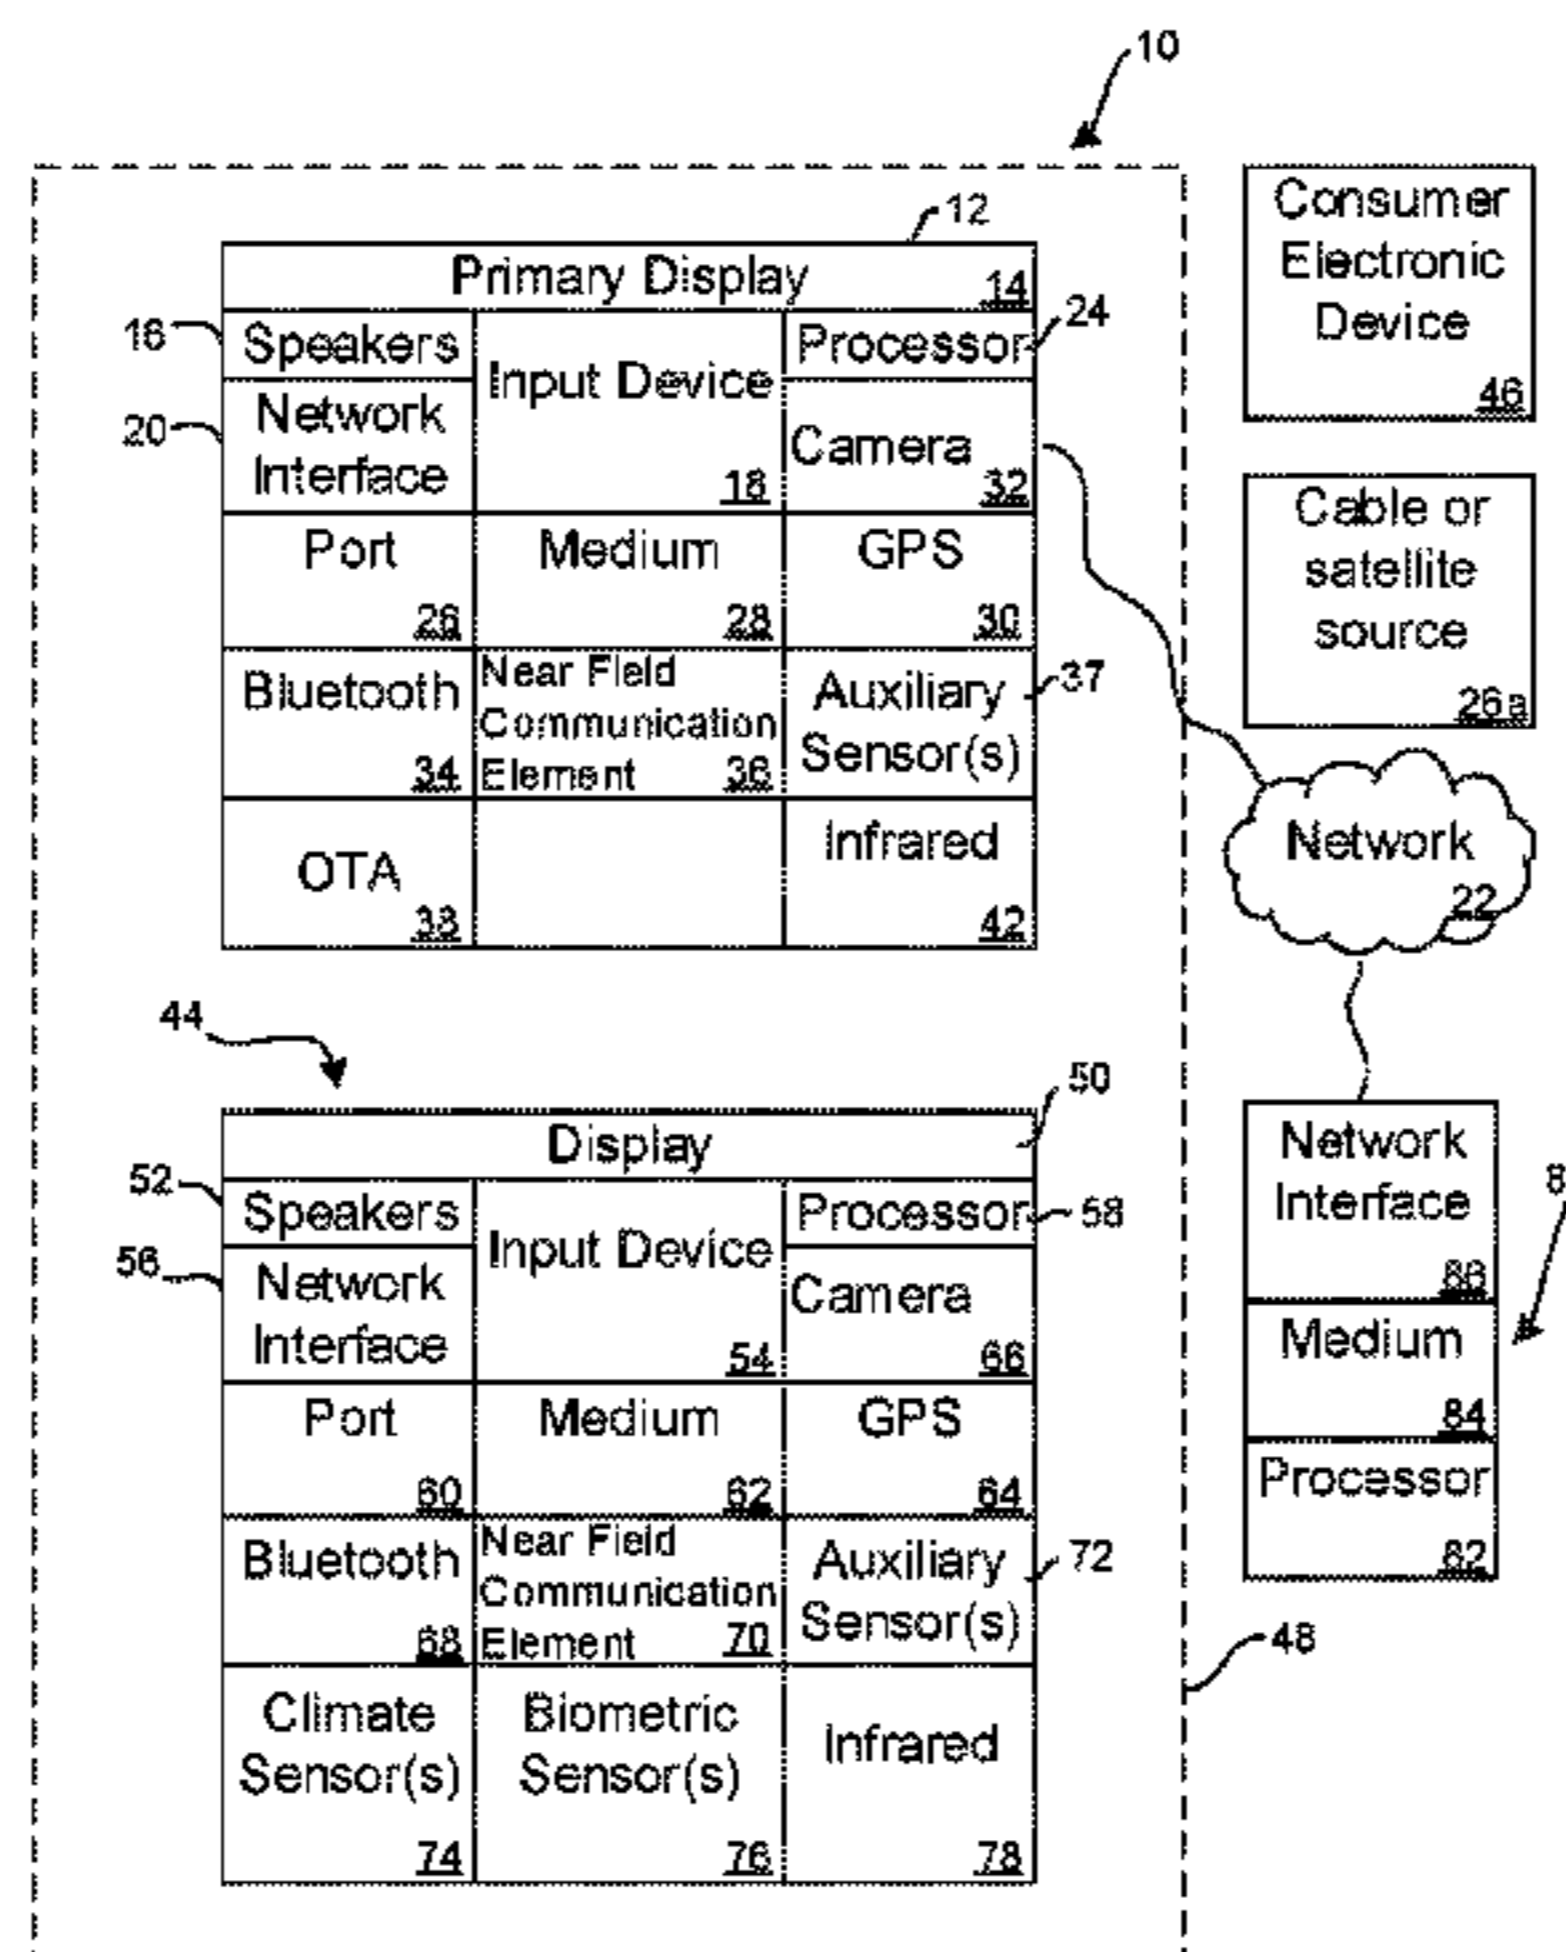 10
12
Primary Display
14
16
Speakers
Input Device
18
Processor
24
20
Network
Interface
Camera
32
Port
26
Medium
28
GPS
30
Bluetooth
34
Near Field
Communication
Element 36
Auxiliary
Sensor(s)
37
OTA
38
Infrared
42
Consumer
Electronic
Device
46
Cable or
satellite
source
26a
Network
22
44
Display
50
52
Speakers
Input Device
54
Processor
58
56
Network
Interface
Camera
66
Port
60
Medium
62
GPS
64
Bluetooth
68
Near Field
Communication
Element 70
Auxiliary
Sensor(s)
72
Climate
Sensor(s)
74
Biometric
Sensor(s)
76
Infrared
78
Network
Interface
86
Medium
84
Processor
82
8
48